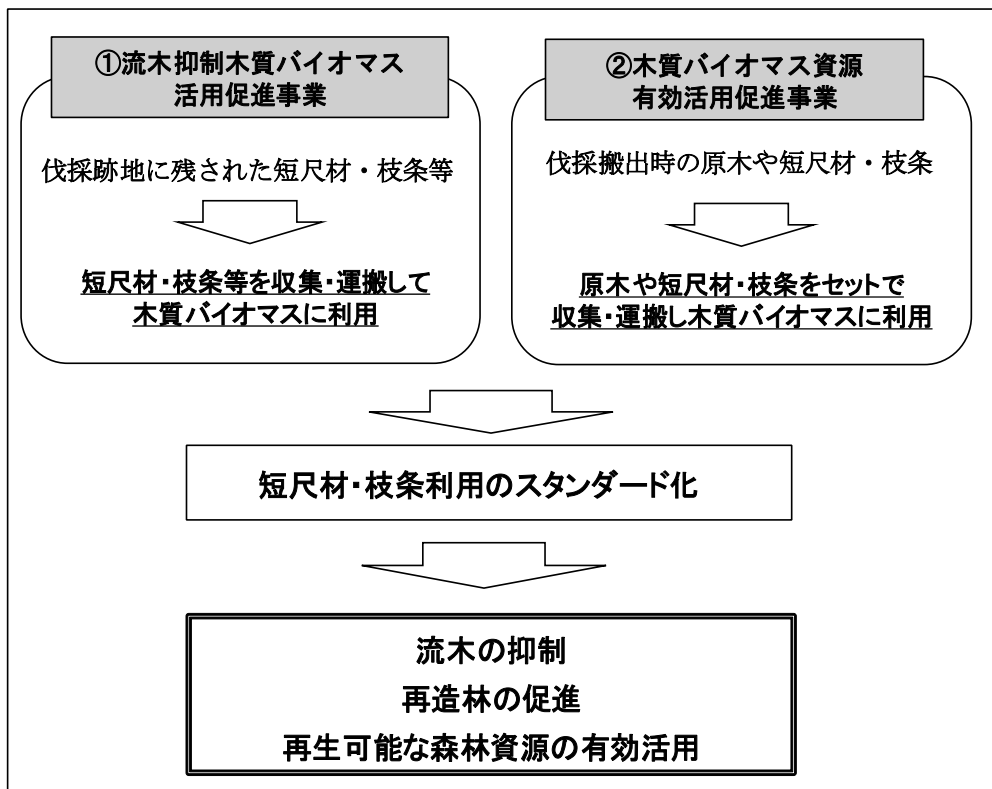 ①流木抑制木質バイオマス
活用促進事業
伐採跡地に残された短尺材・枝条等
短尺材・枝条等を収集・運搬して
木質バイオマスに利用
②木質バイオマス資源
有効活用促進事業
伐採搬出時の原木や短尺材・枝条
原木や短尺材・枝条をセットで
収集・運搬し木質バイオマスに利用
短尺材・枝条利用のスタンダード化
流木の抑制
再造林の促進
再生可能な森林資源の有効活用